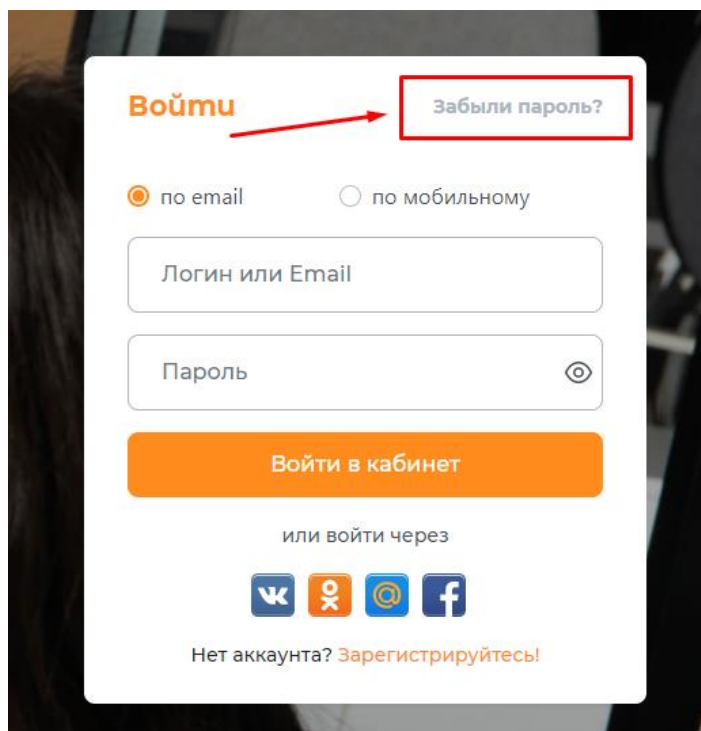 Войти
Забыли пароль?
по email
по мобильному
Логин или Email
Пароль
Войти в кабинет
или войти через
Нет аккаунта? Зарегистрируйтесь!